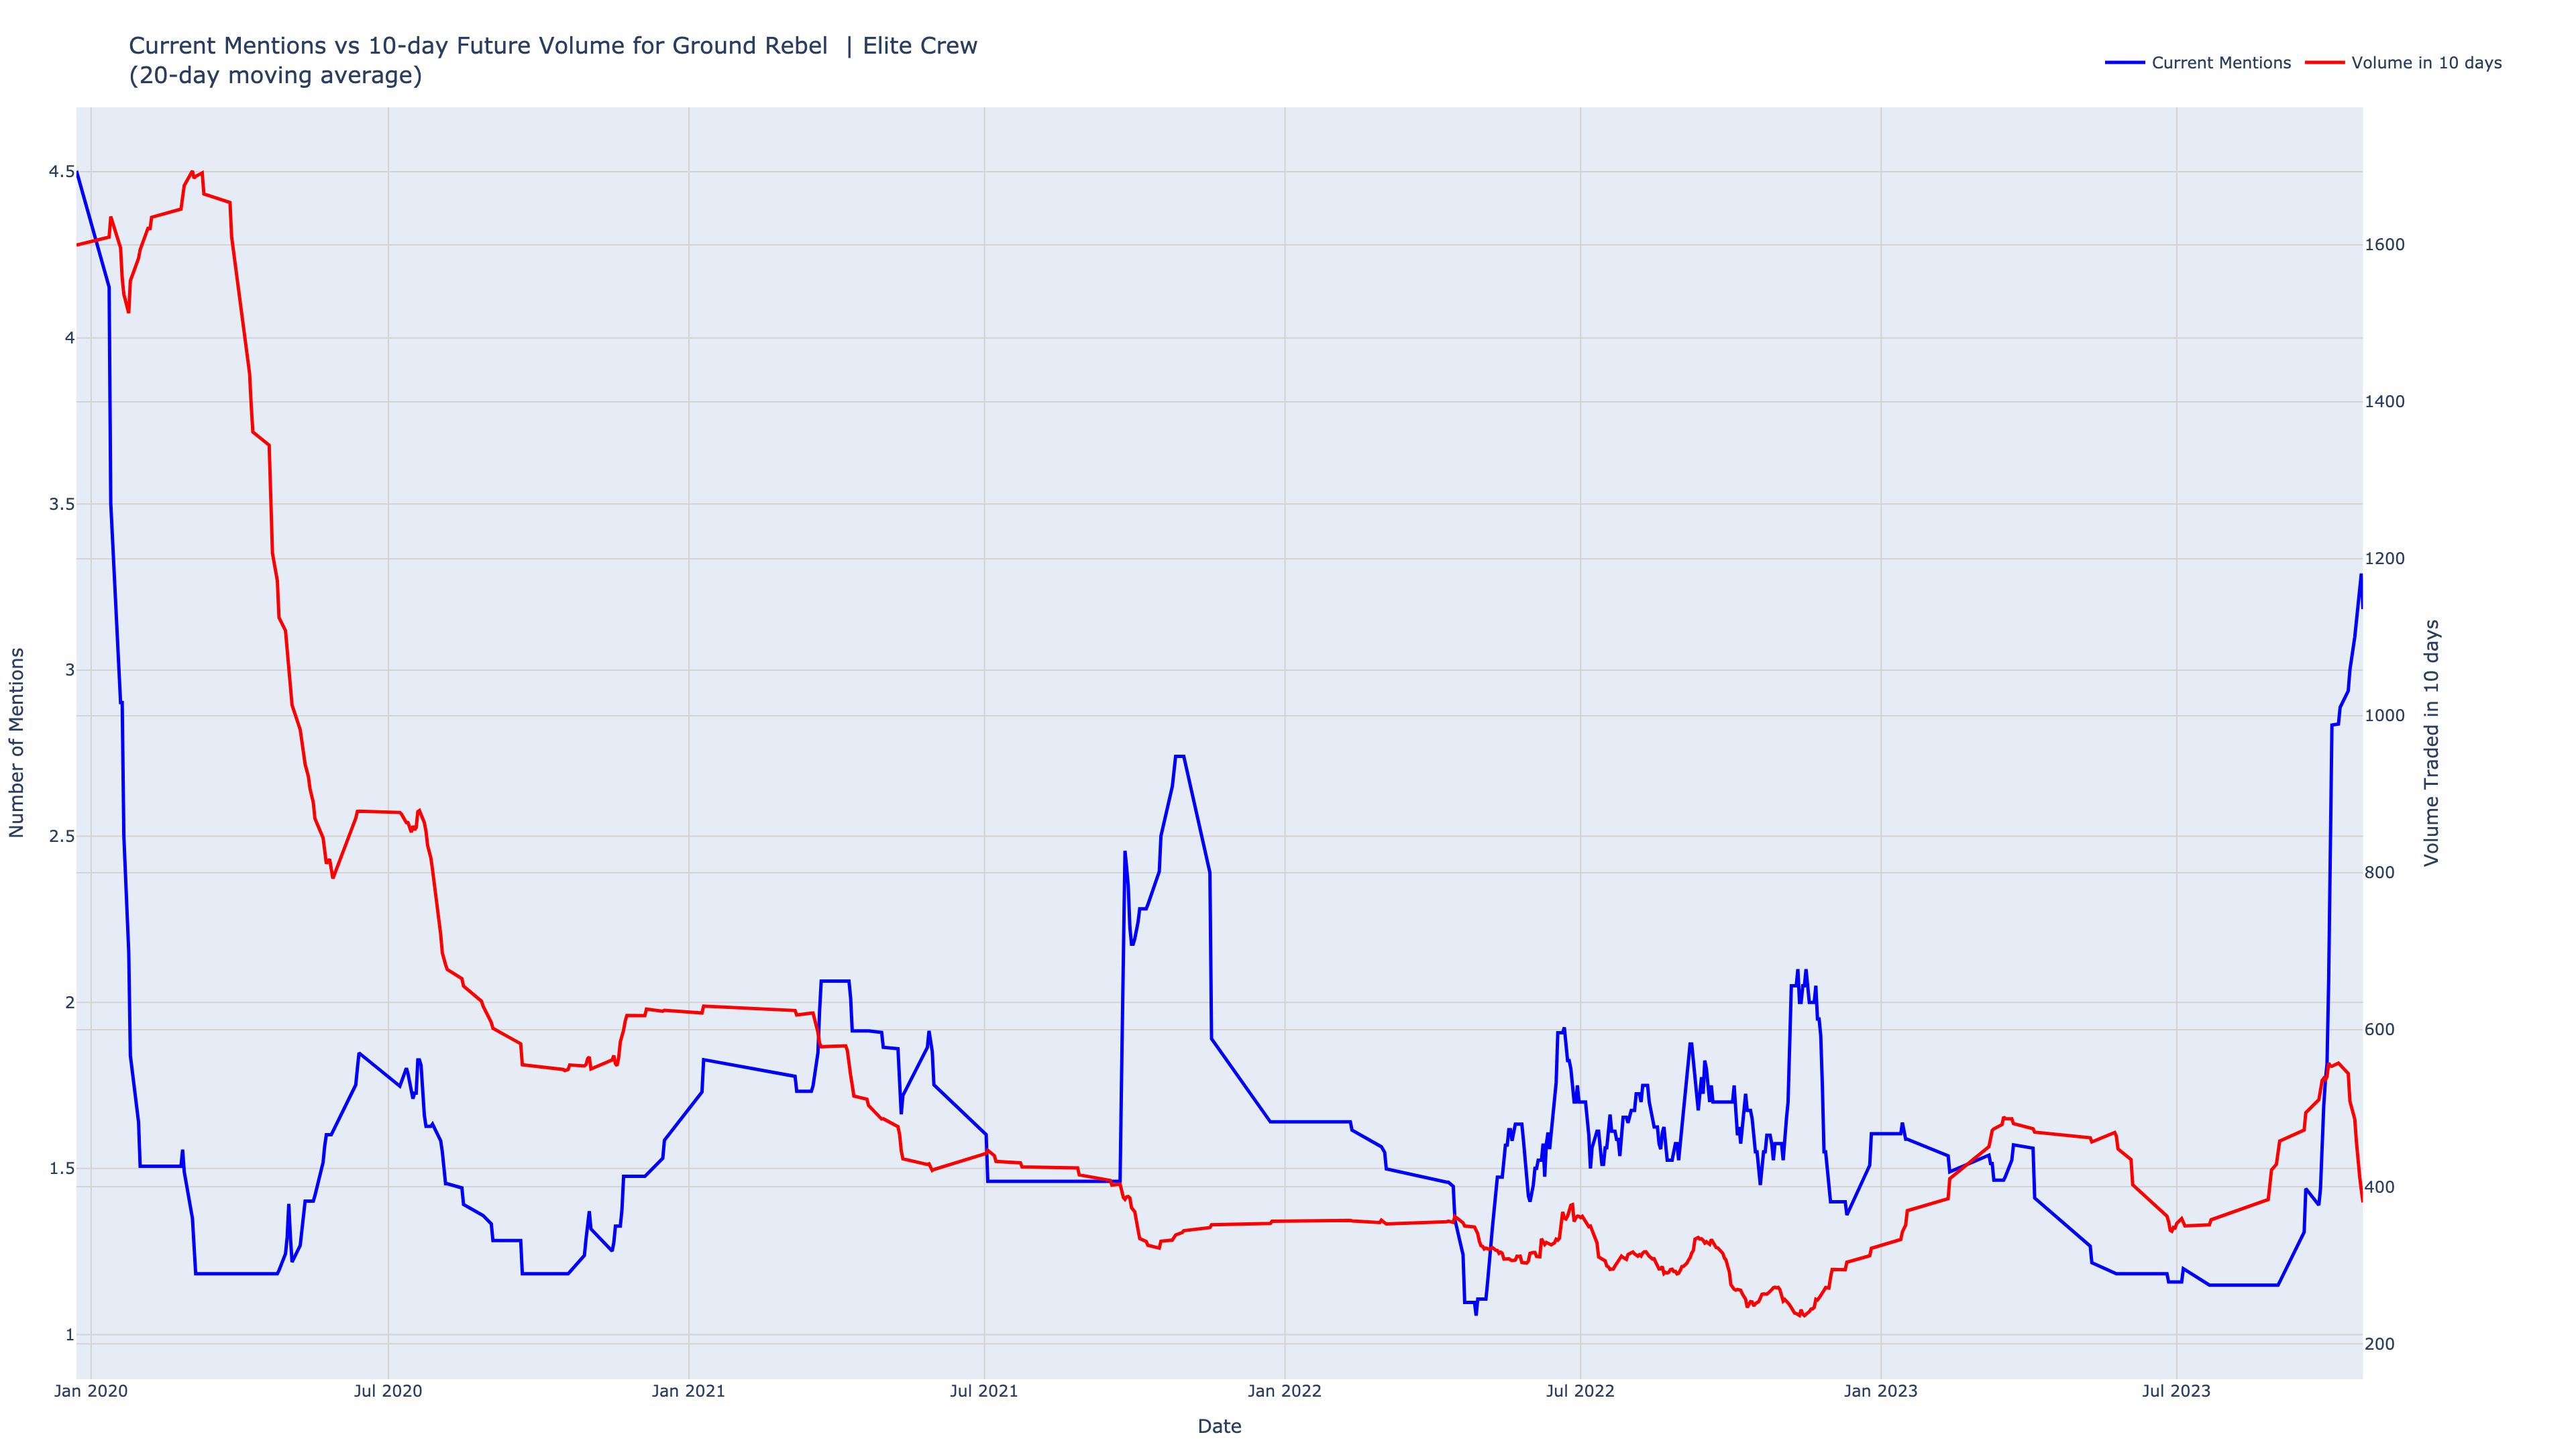 Current Mentions vs 10-day Future Volume for Ground Rebel  | Elite Crew
(20-day moving average)
Current Mentions
Volume in 10 days
4.5
4
3.5
3
2.5
2
1.5
1
Number of Mentions
1600
1400
1200
1000
800
600
400
200
Volume Traded in 10 days
Jan 2020
Jul 2020
Jan 2021
Jul 2021
Jan 2022
Jul 2022
Jan 2023
Jul 2023
Date